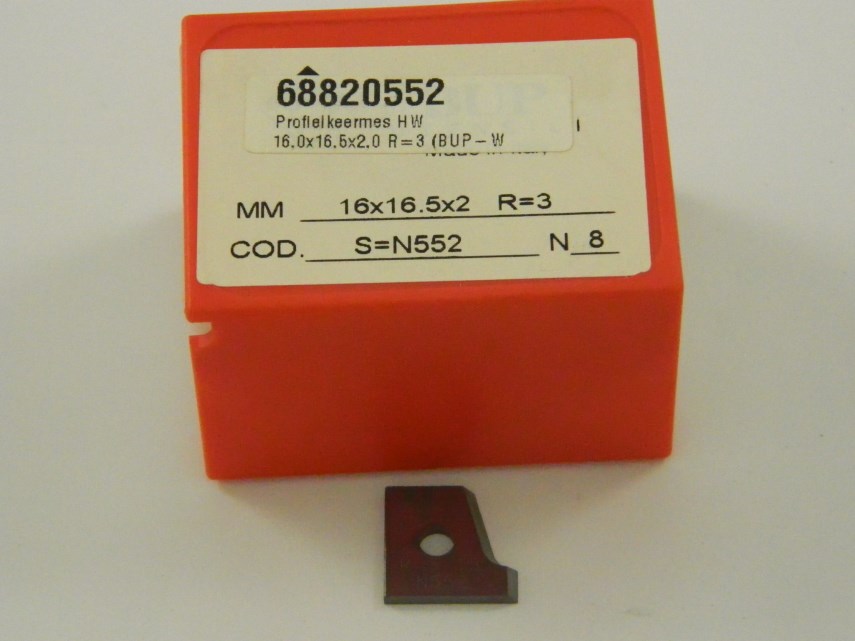 68820552
Profielkeermes HW
16.0x16.5x2.0 R=3 (BUP-W
MM 16x16.5x2 R=3
COD. S=N552 N 8